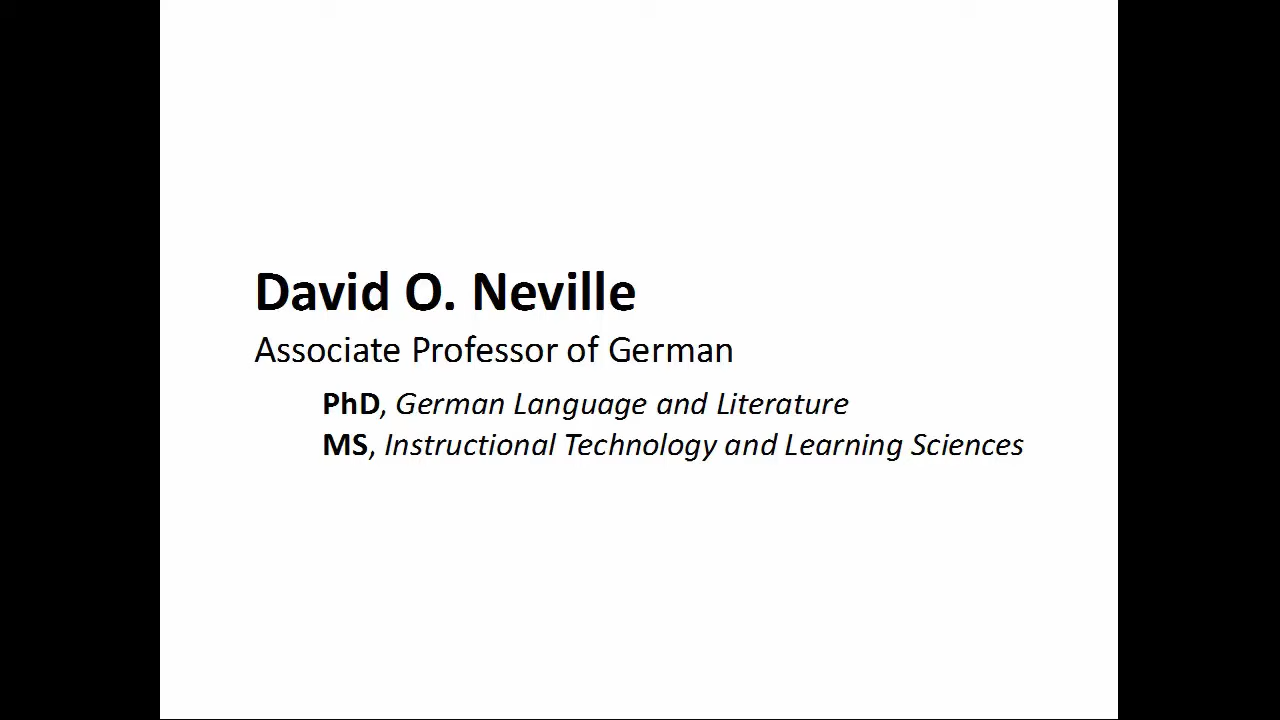 David O. Neville
Associate Professor of German
PhD, German Language and Literature
MS, Instructional Technology and Learning Sciences